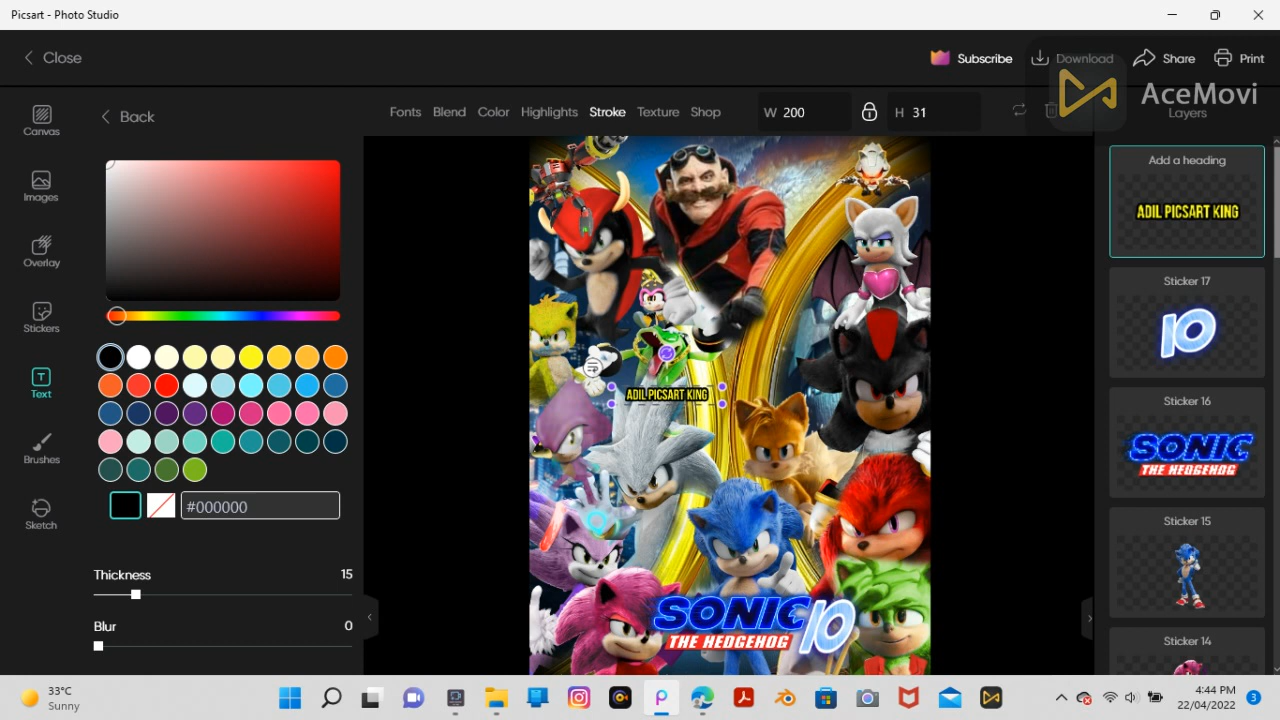 Picsart - Photo Studio
Close
Subscribe
Download
Share
Print
AceMovi
Back
Fonts
Blend
Color
Highlights
Stroke
Texture
Shop
W 200
H 31
Layers
Canvas
Images
Overlay
Stickers
Text
Brushes
Sketch
#000000
Thickness
15
Blur
0
ADIL PICSART KING
SONIC
THE HEDGEHOG
10
Add a heading
ADIL PICSART KING
Sticker 17
10
Sticker 16
SONIC
THE HEDGEHOG
Sticker 15
Sticker 14
33°C
Sunny
4:44 PM
22/04/2022
3